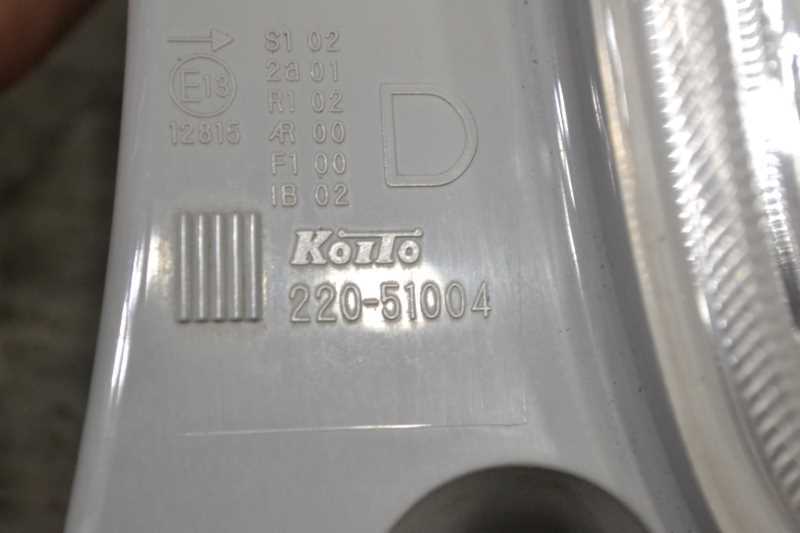 → S1 02
2a 01
E13 R1 02
12815 AR 00
F1 00
IB 02
D
KOITO
220-51004